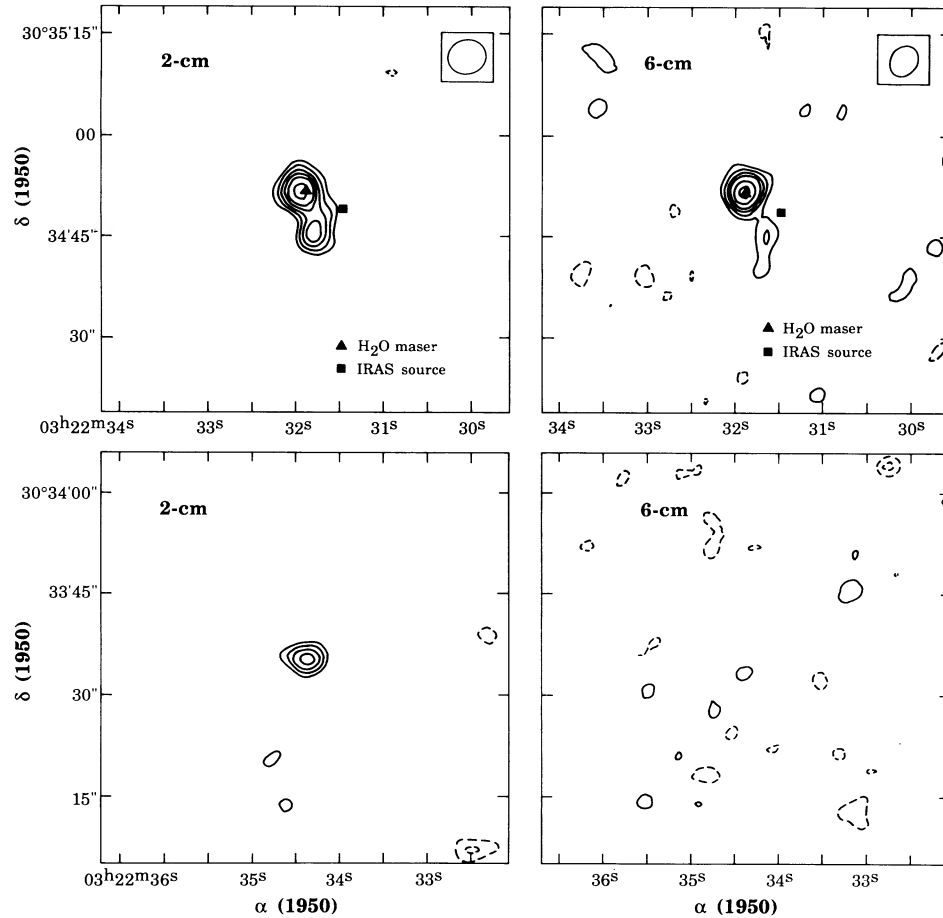 2-cm
30°35'15"
00
34'45"
30"
δ (1950)
▲ H₂O maser
■ IRAS source
03ʰ22ᵐ34ˢ 33ˢ 32ˢ 31ˢ 30ˢ
6-cm
▲ H₂O maser
■ IRAS source
34ˢ 33ˢ 32ˢ 31ˢ 30ˢ
2-cm
30°34'00"
33'45"
30"
15"
δ (1950)
03ʰ22ᵐ36ˢ 35ˢ 34ˢ 33ˢ
α (1950)
6-cm
36ˢ 35ˢ 34ˢ 33ˢ
α (1950)